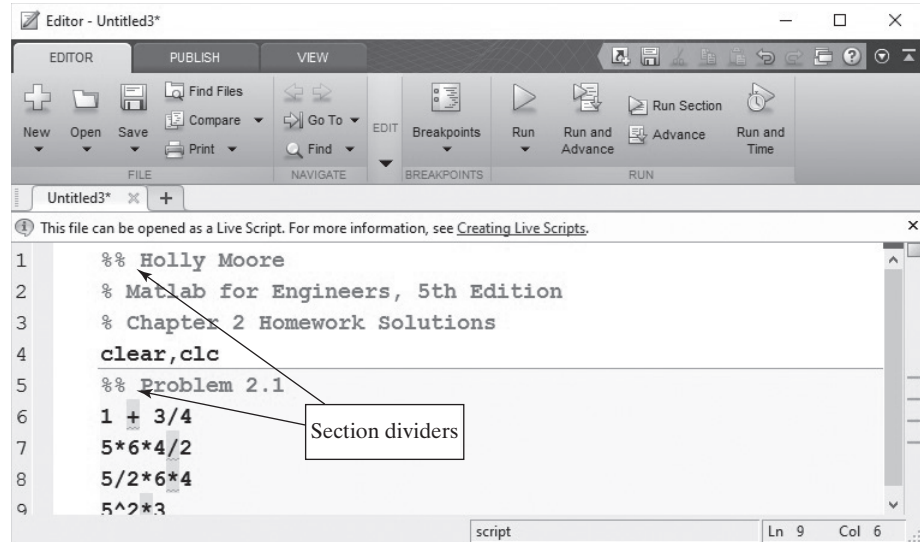 Editor - Untitled3*
EDITOR PUBLISH VIEW
New Open Save
Find Files
Compare
Print
FILE
Go To
Find
NAVIGATE
EDIT
Breakpoints
BREAKPOINTS
Run
Run and Advance
Run Section
Advance
Run and Time
RUN
Untitled3*
This file can be opened as a Live Script. For more information, see Creating Live Scripts.
1 %% Holly Moore
2 % Matlab for Engineers, 5th Edition
3 % Chapter 2 Homework Solutions
4 clear,clc
5 %% Problem 2.1
6 1 + 3/4
7 5*6*4/2
8 5/2*6*4
9 5^2*3
Section dividers
script Ln 9 Col 6